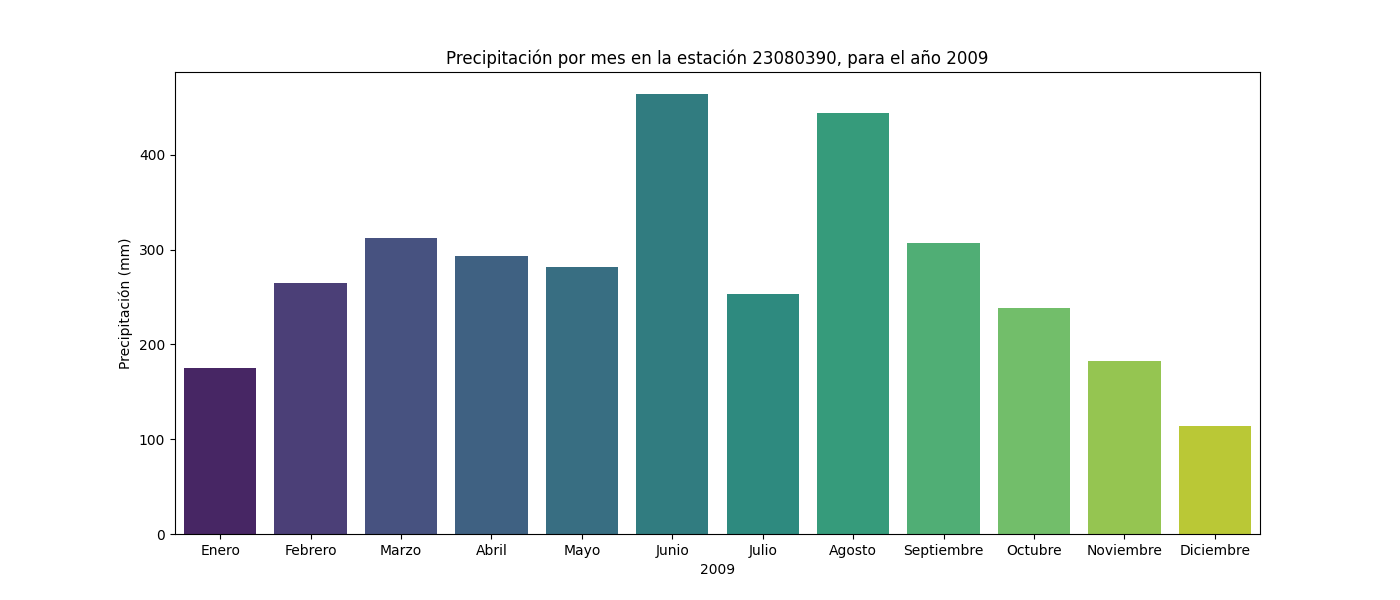 Precipitación por mes en la estación 23080390, para el año 2009
Precipitación (mm)
400
300
200
100
0
Enero Febrero Marzo Abril Mayo Junio Julio Agosto Septiembre Octubre Noviembre Diciembre
2009